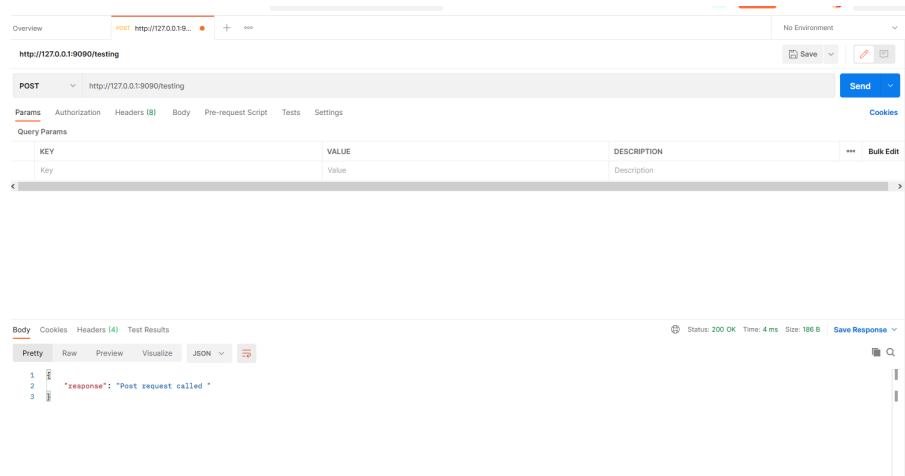 Overview POST http://127.0.0.1:9... No Environment
http://127.0.0.1:9090/testing Save
POST http://127.0.0.1:9090/testing Send
Params Authorization Headers (8) Body Pre-request Script Tests Settings Cookies
Query Params
KEY VALUE DESCRIPTION Bulk Edit
Key Value Description
Body Cookies Headers (4) Test Results Status: 200 OK Time: 4 ms Size: 186 B Save Response
Pretty Raw Preview Visualize JSON
1 {
2 "response": "Post request called "
3 }